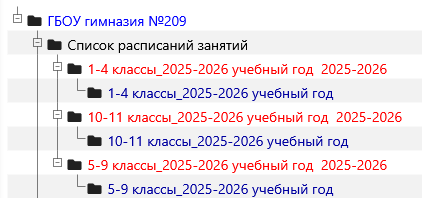 ГБОУ гимназия №209
Список расписаний занятий
1-4 классы_2025-2026 учебный год  2025-2026
1-4 классы_2025-2026 учебный год
10-11 классы_2025-2026 учебный год  2025-2026
10-11 классы_2025-2026 учебный год
5-9 классы_2025-2026 учебный год  2025-2026
5-9 классы_2025-2026 учебный год